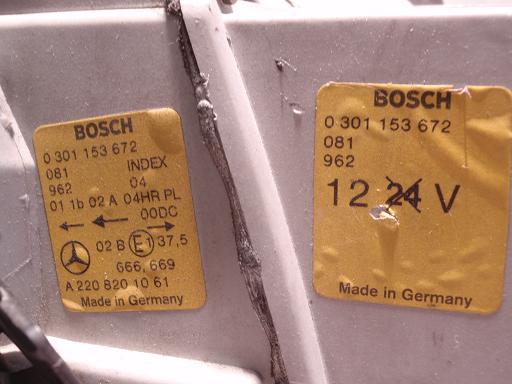 BOSCH
0 301 153 672
081 INDEX
962 04
01 1b 02 A 04HR PL
00DC
02 B E1 37,5
666, 669
A 220 820 10 61
Made in Germany
BOSCH
0 301 153 672
081
962
12 24 V
Made in Germany